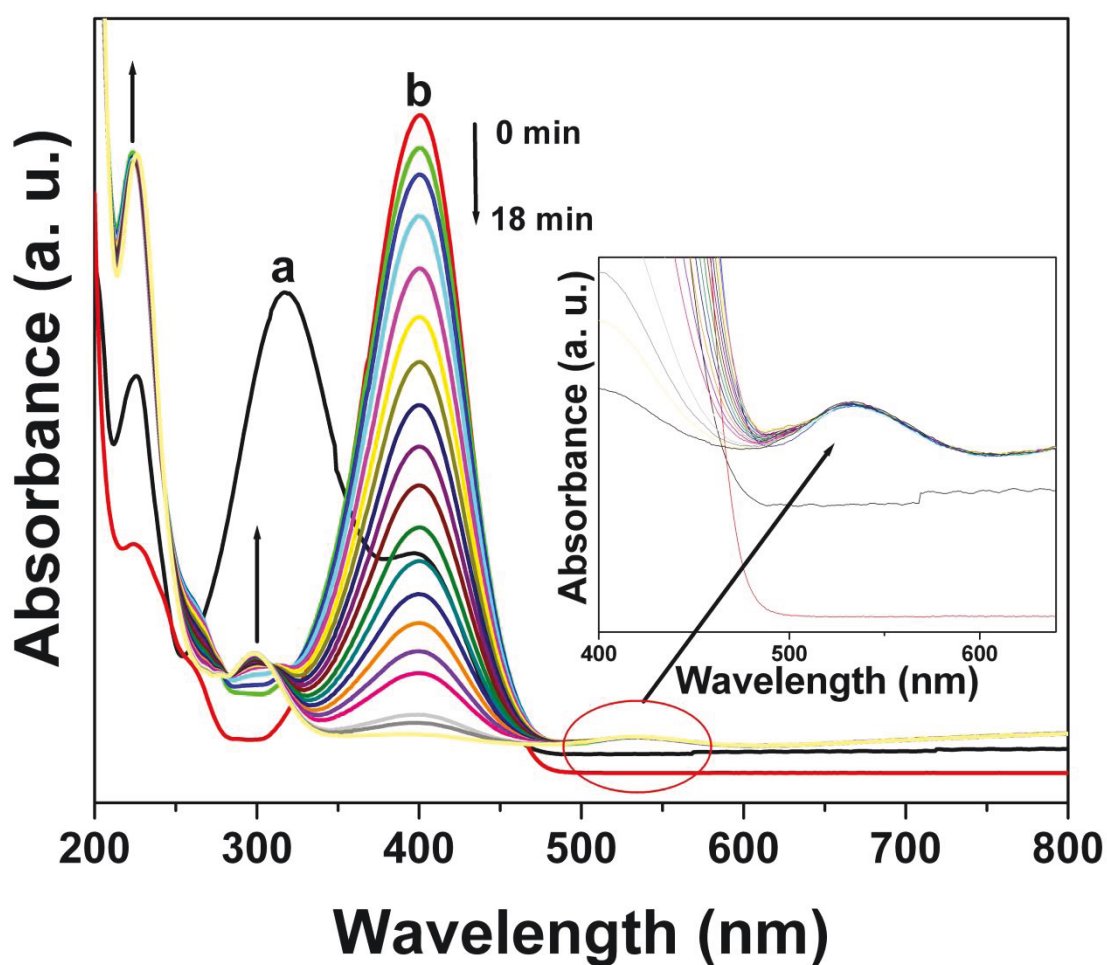 Absorbance (a. u.)
a
b
0 min
18 min
Absorbance (a. u.)
400
500
600
Wavelength (nm)
200
300
400
500
600
700
800
Wavelength (nm)